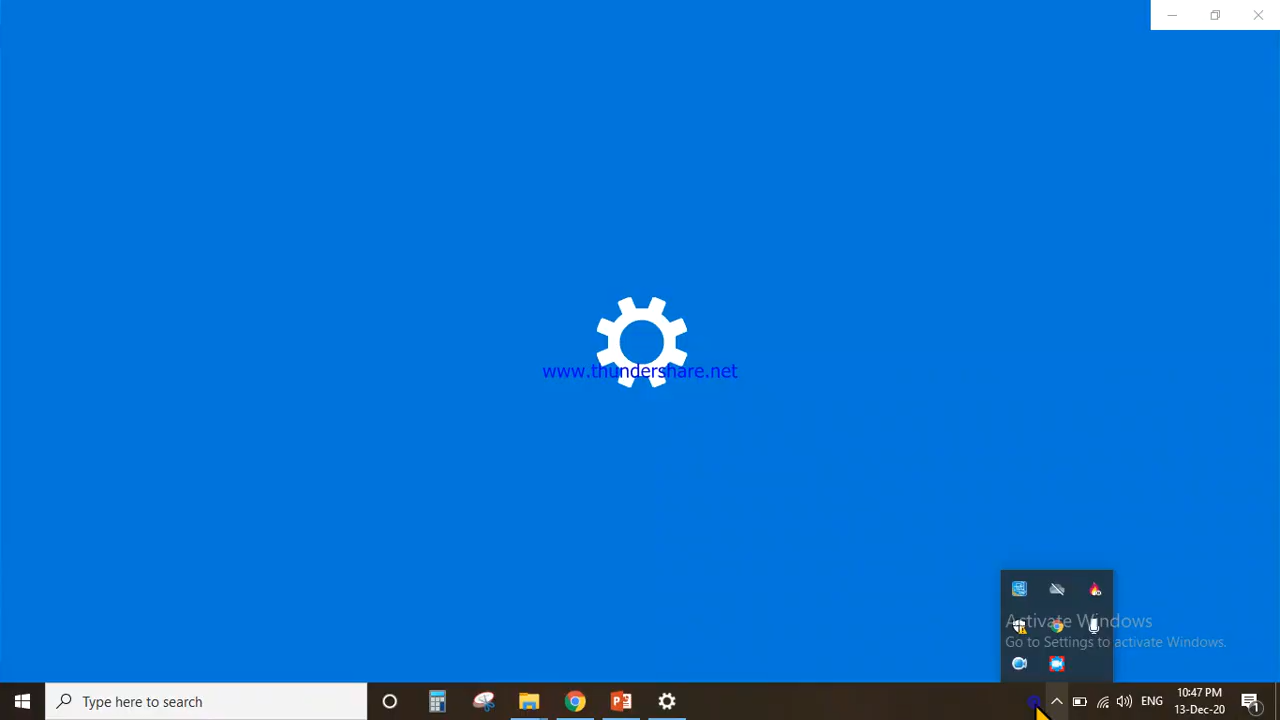 www.thundershare.net
Activate Windows
Go to Settings to activate Windows.
Type here to search
ENG
10:47 PM
13-Dec-20
1